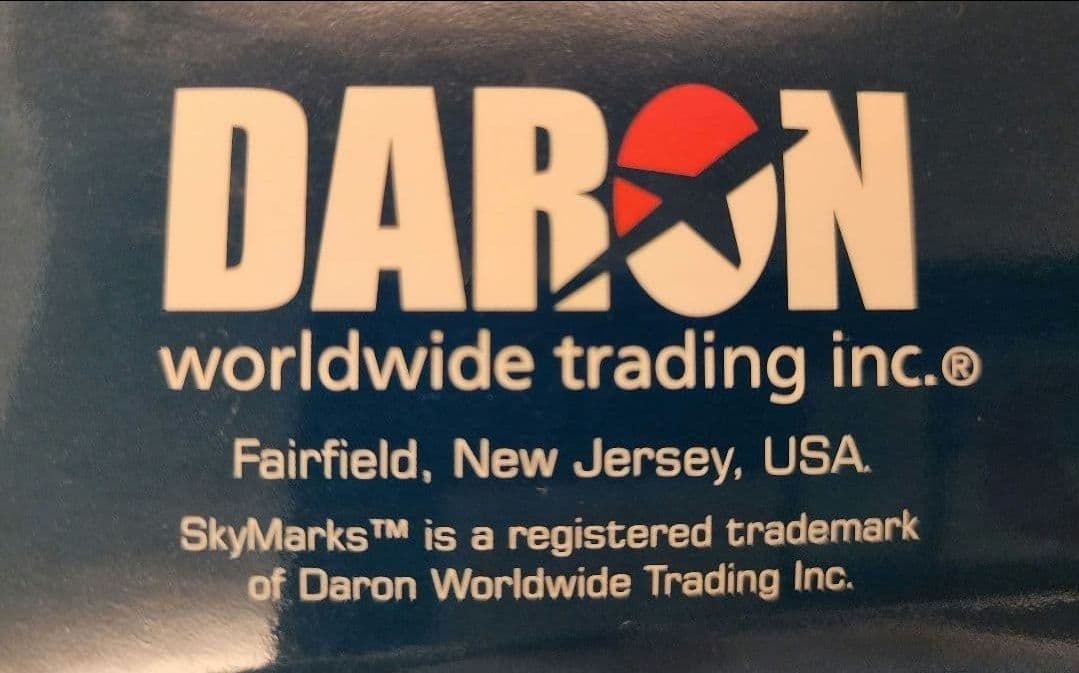 DARON
worldwide trading inc.®
Fairfield, New Jersey, USA.
SkyMarks™ is a registered trademark
of Daron Worldwide Trading Inc.